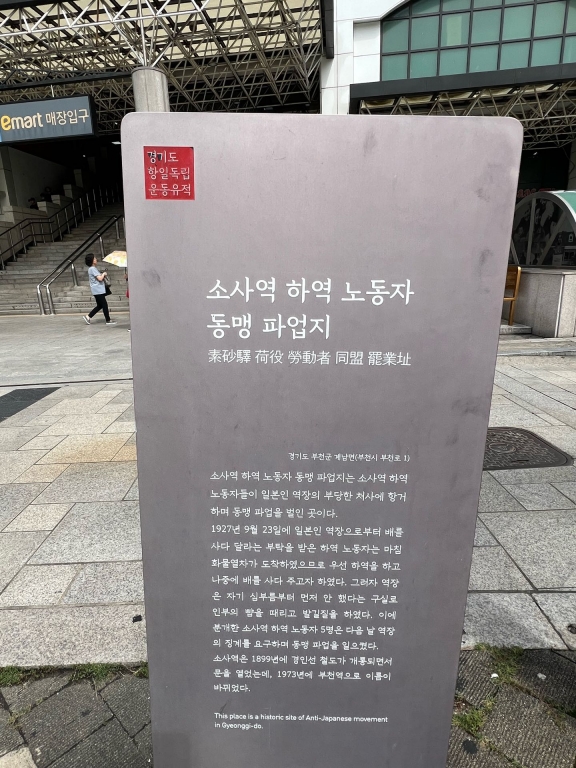 emart 매장입구
경기도
항일독립
운동유적
소사역 하역 노동자
동맹 파업지
素砂驛 荷役 勞動者 同盟 罷業址
경기도 부천군 계남면(부천시 부천로 1)
소사역 하역 노동자 동맹 파업지는 소사역 하역
노동자들이 일본인 역장의 부당한 처사에 항거
하며 동맹 파업을 벌인 곳이다.
1927년 9월 23일에 일본인 역장으로부터 배를
사다 달라는 부탁을 받은 하역 노동자는 마침
화물열차가 도착하였으므로 우선 하역을 하고
나중에 배를 사다 주고자 하였다. 그러자 역장
은 자기 심부름부터 먼저 안 했다는 구실로
인부의 뺨을 때리고 발길질을 하였다. 이에
분개한 소사역 하역 노동자 5명은 다음 날 역장
의 징계를 요구하며 동맹 파업을 일으켰다.
소사역은 1899년에 경인선 철도가 개통되면서
문을 열었는데, 1973년에 부천역으로 이름이
바뀌었다.
This place is a historic site of Anti-Japanese movement
in Gyeonggi-do.